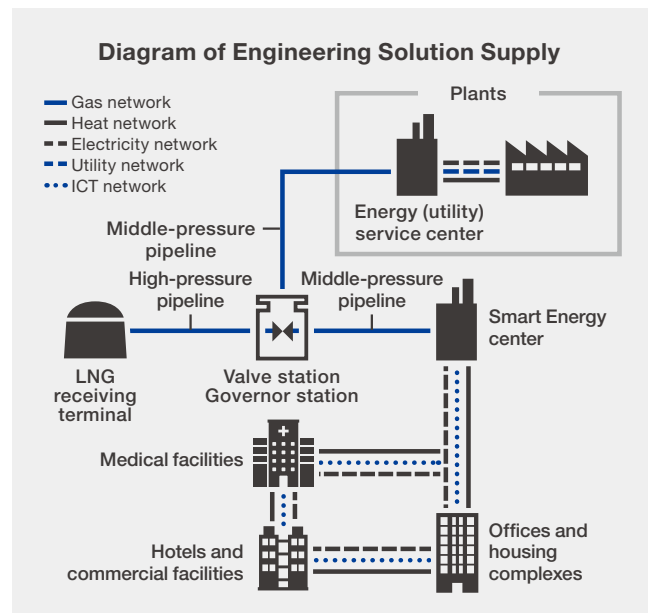 Diagram of Engineering Solution Supply
Gas network
Heat network
Electricity network
Utility network
ICT network
Plants
Energy (utility)
service center
Middle-pressure
pipeline
High-pressure
pipeline
Middle-pressure
pipeline
Smart Energy
center
LNG
receiving
terminal
Valve station
Governor station
Medical facilities
Hotels and
commercial facilities
Offices and
housing
complexes